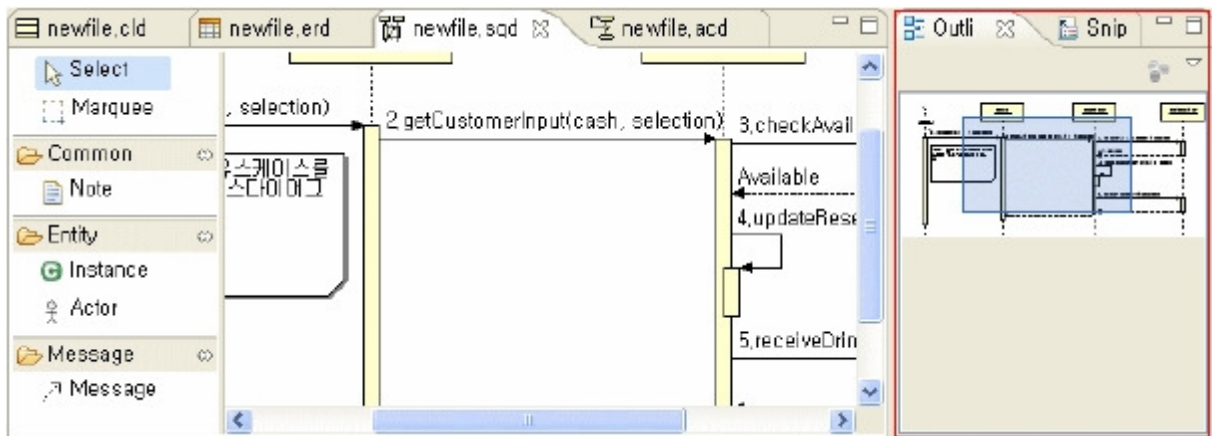 newfile,cld
newfile,erd
newfile,sqd
newfile,acd
Outli
Snip
Select
Marquee
Common
Note
Entity
Instance
Actor
Message
Message
, selection)
2,getCustomerInput(cash, selection)
3,checkAvail
Available
4,updateRese
5,receiveDrin
유스케이스를
스다이어그